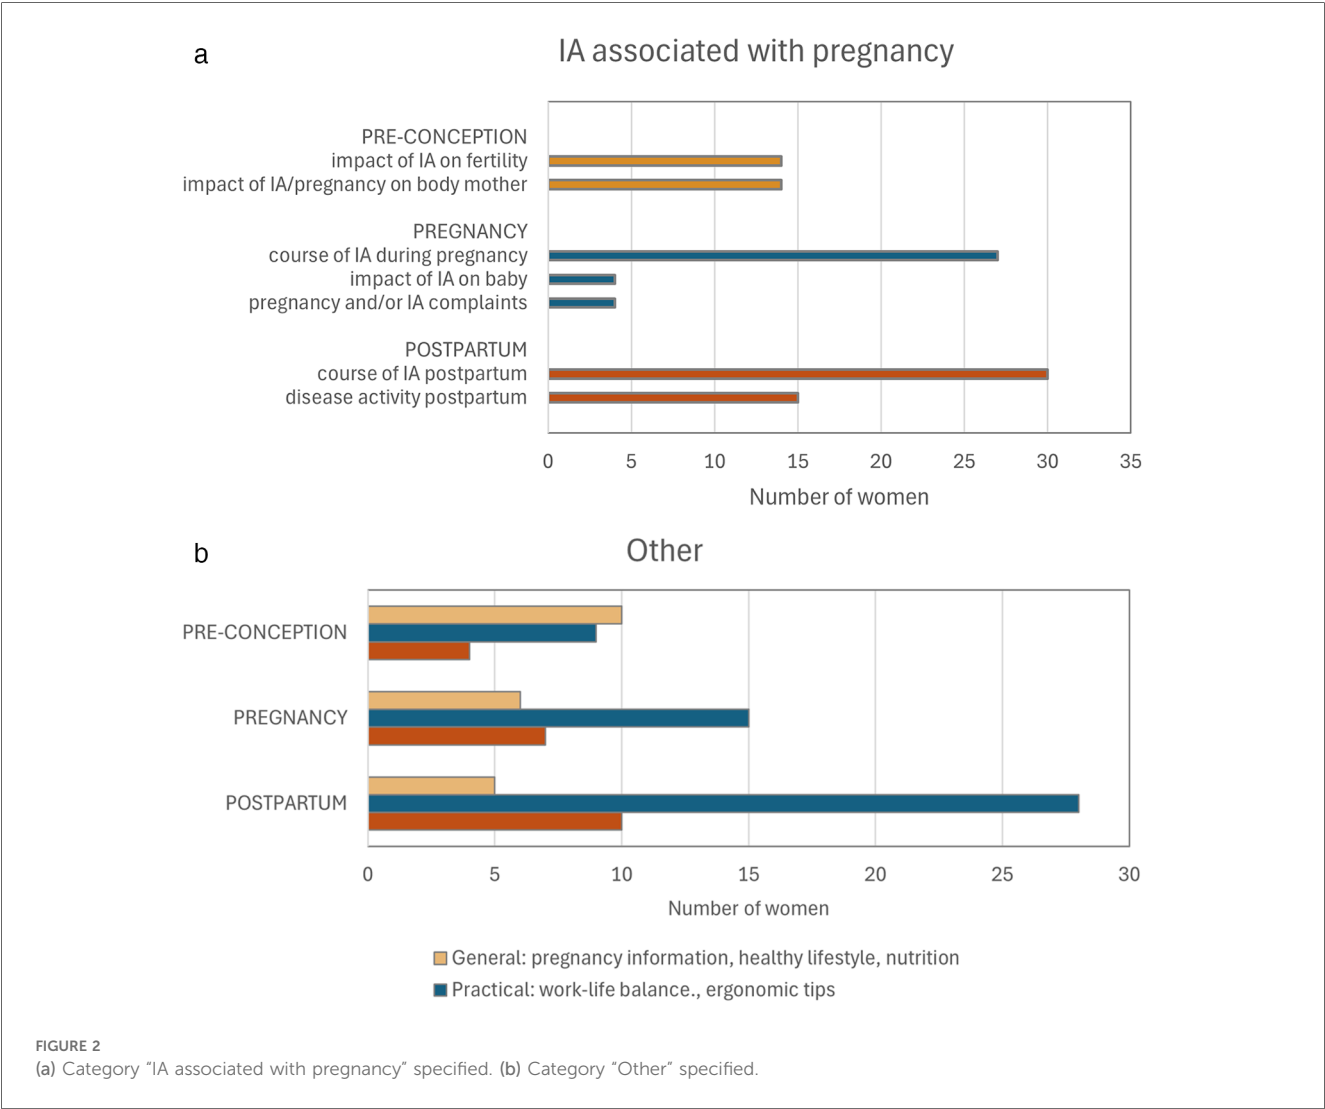 a
IA associated with pregnancy
PRE-CONCEPTION
impact of IA on fertility
impact of IA/pregnancy on body mother
PREGNANCY
course of IA during pregnancy
impact of IA on baby
pregnancy and/or IA complaints
POSTPARTUM
course of IA postpartum
disease activity postpartum
0 5 10 15 20 25 30 35
Number of women
b
Other
PRE-CONCEPTION
PREGNANCY
POSTPARTUM
0 5 10 15 20 25 30
Number of women
General: pregnancy information, healthy lifestyle, nutrition
Practical: work-life balance., ergonomic tips
FIGURE 2
(a) Category "IA associated with pregnancy" specified. (b) Category "Other" specified.